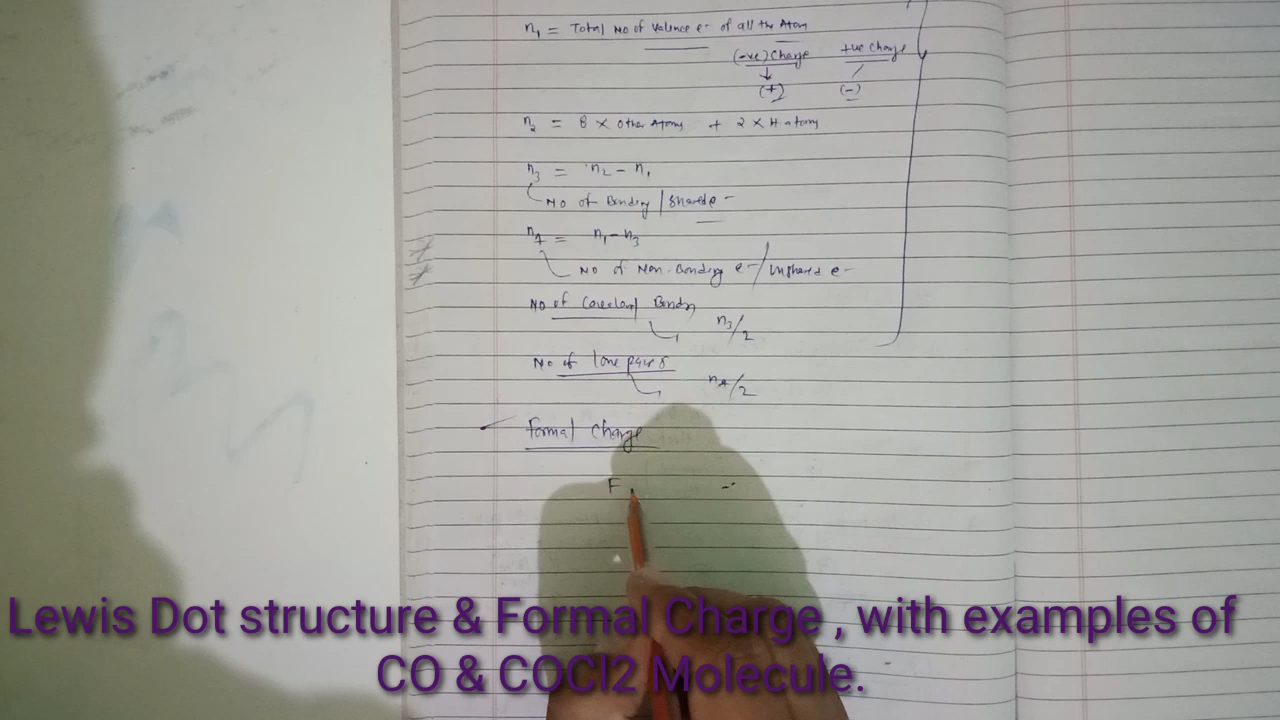 n1 = Total No of Valence e- of all the Atom
(-ve) Charge +ve Charge
(+) (-)
n2 = 8 × Other Atoms + 2 × H atoms
n3 = n2 - n1
No of Bonding / Shared e-
n4 = n1 - n3
No of Non-Bonding e- / Unshared e-
No of Covalent Bonds n3/2
No of lone pairs n4/2
Formal Charge
F
Lewis Dot structure & Formal Charge , with examples of
CO & COCl2 Molecule.